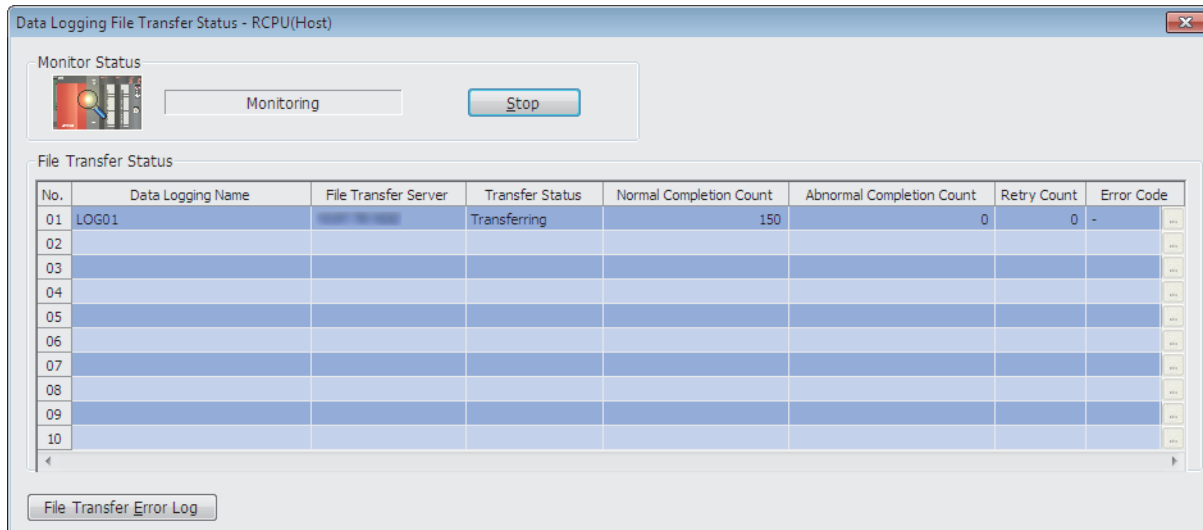 Data Logging File Transfer Status - RCPU(Host)
Monitor Status
Monitoring
Stop
File Transfer Status
No. Data Logging Name File Transfer Server Transfer Status Normal Completion Count Abnormal Completion Count Retry Count Error Code
01 LOG01 Transferring 150 0 0 - ...
02 ...
03 ...
04 ...
05 ...
06 ...
07 ...
08 ...
09 ...
10 ...
File Transfer Error Log